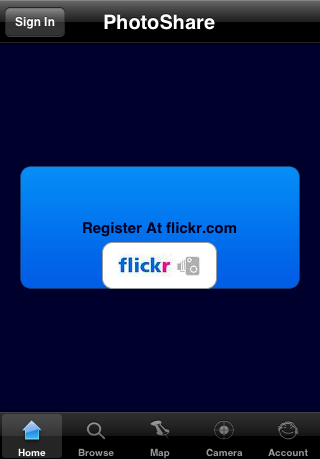 Sign In
PhotoShare
Register At flickr.com
flickr
Home
Browse
Map
Camera
Account